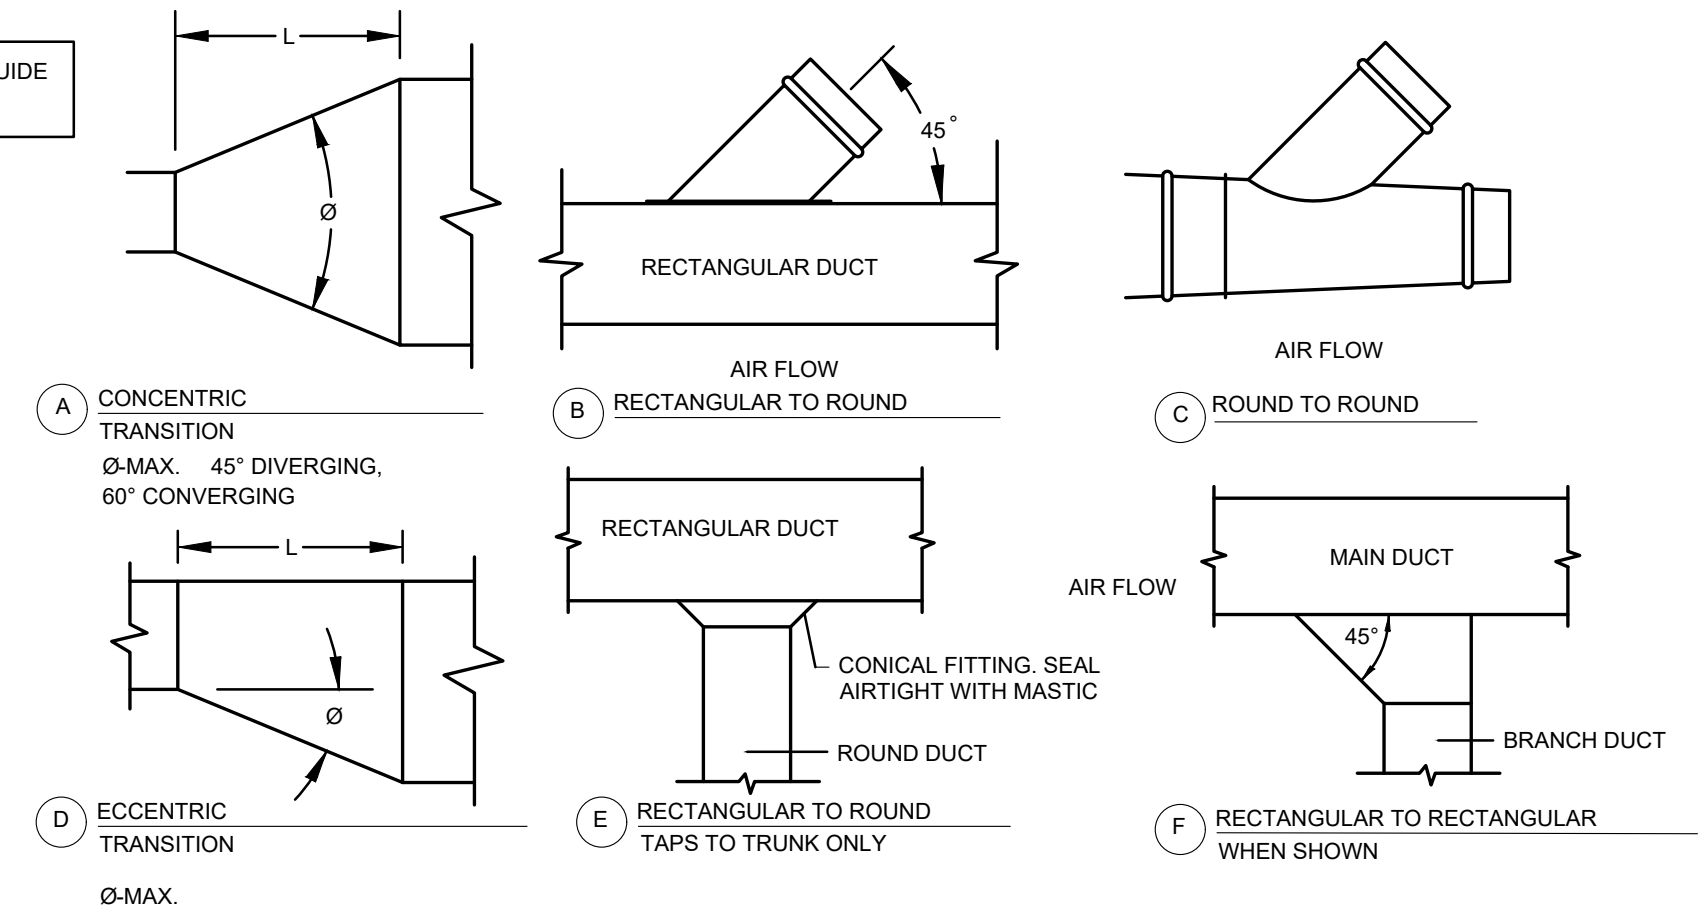 UIDE
L
Ø
A
CONCENTRIC
TRANSITION
Ø-MAX. 45° DIVERGING,
60° CONVERGING
45°
RECTANGULAR DUCT
AIR FLOW
B
RECTANGULAR TO ROUND
AIR FLOW
C
ROUND TO ROUND
L
Ø
D
ECCENTRIC
TRANSITION
Ø-MAX.
RECTANGULAR DUCT
CONICAL FITTING. SEAL
AIRTIGHT WITH MASTIC
ROUND DUCT
E
RECTANGULAR TO ROUND
TAPS TO TRUNK ONLY
MAIN DUCT
AIR FLOW
45°
BRANCH DUCT
F
RECTANGULAR TO RECTANGULAR
WHEN SHOWN